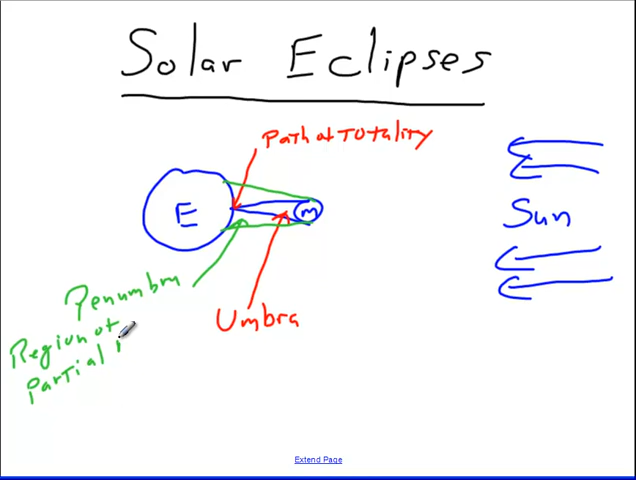 Solar Eclipses
Path of Totality
E
m
Sun
Penumbra
Umbra
Region of
Partial
Extend Page